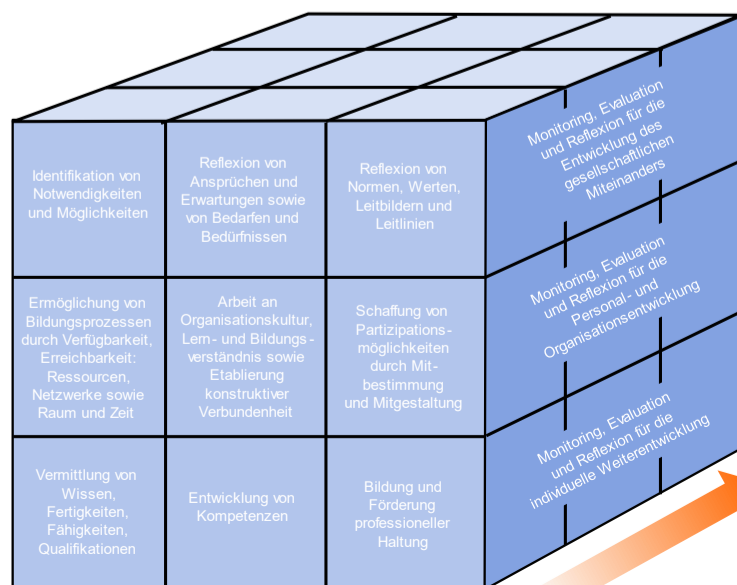 Identifikation von
Notwendigkeiten
und Möglichkeiten
Reflexion von
Ansprüchen und
Erwartungen sowie
von Bedarfen und
Bedürfnissen
Reflexion von
Normen, Werten,
Leitbildern und
Leitlinien
Monitoring, Evaluation
und Reflexion für die
Entwicklung des
gesellschaftlichen
Miteinanders
Ermöglichung von
Bildungsprozessen
durch Verfügbarkeit,
Erreichbarkeit:
Ressourcen,
Netzwerke sowie
Raum und Zeit
Arbeit an
Organisationskultur,
Lern- und Bildungs-
verständnis sowie
Etablierung
konstruktiver
Verbundenheit
Schaffung von
Partizipations-
möglichkeiten
durch Mit-
bestimmung
und Mitgestaltung
Monitoring, Evaluation
und Reflexion für die
Personal- und
Organisationsentwicklung
Vermittlung von
Wissen,
Fertigkeiten,
Fähigkeiten,
Qualifikationen
Entwicklung von
Kompetenzen
Bildung und
Förderung
professioneller
Haltung
Monitoring, Evaluation
und Reflexion für die
individuelle Weiterentwicklung